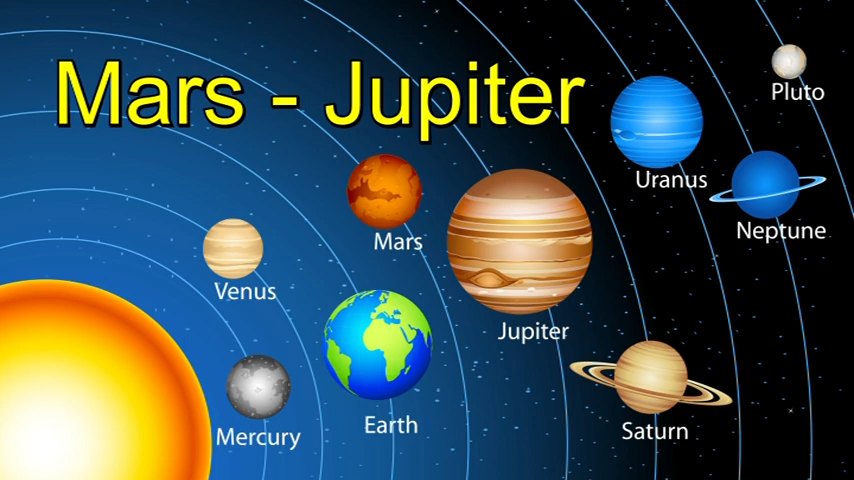 Mars - Jupiter
Pluto
Uranus
Neptune
Mars
Venus
Jupiter
Earth
Saturn
Mercury